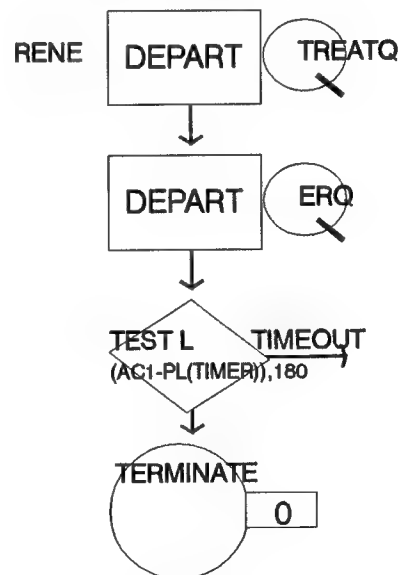 RENE DEPART TREATQ
DEPART ERQ
TEST L TIMEOUT
(AC1-PL(TIMER)),180
TERMINATE
0